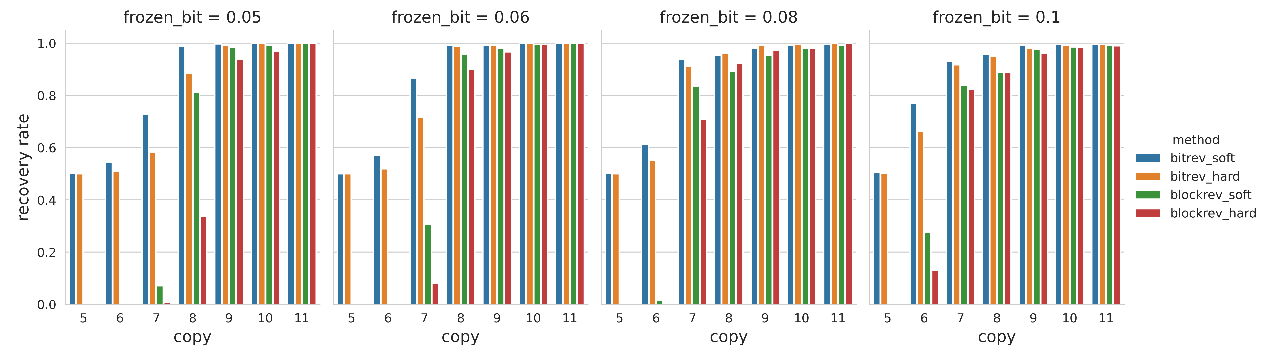 frozen_bit = 0.05
frozen_bit = 0.06
frozen_bit = 0.08
frozen_bit = 0.1
recovery rate
1.0
0.8
0.6
0.4
0.2
0.0
5 6 7 8 9 10 11
5 6 7 8 9 10 11
5 6 7 8 9 10 11
5 6 7 8 9 10 11
copy
copy
copy
copy
method
bitrev_soft
bitrev_hard
blockrev_soft
blockrev_hard